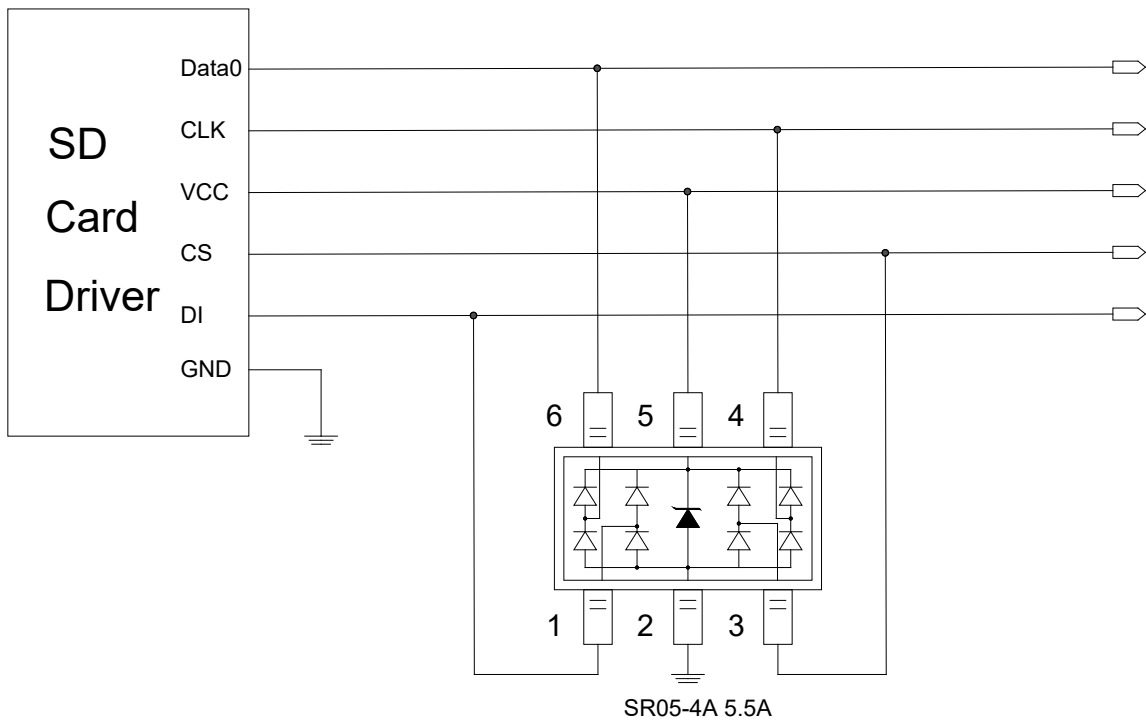 Data0
CLK
VCC
CS
DI
GND
SD
Card
Driver
6 5 4
1 2 3
SR05-4A 5.5A